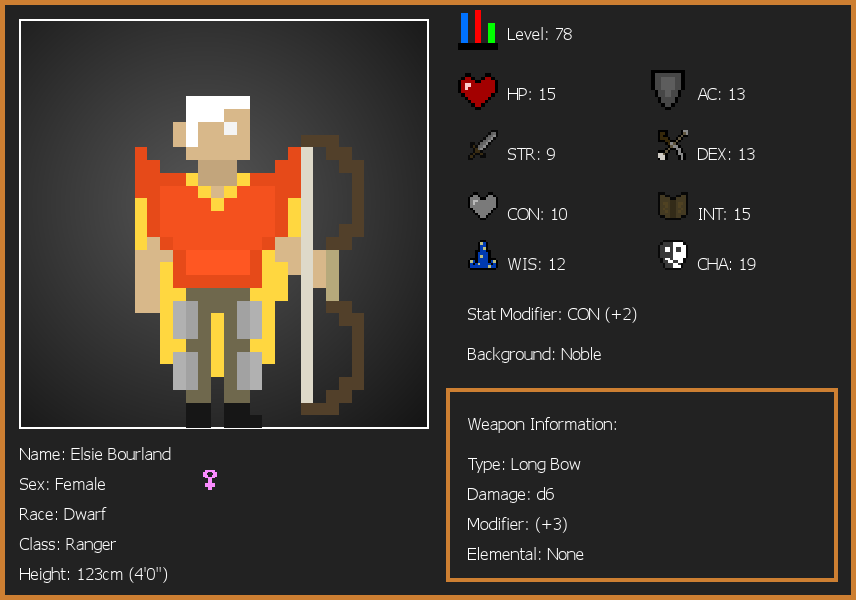 Level: 78
HP: 15
AC: 13
STR: 9
DEX: 13
CON: 10
INT: 15
WIS: 12
CHA: 19
Stat Modifier: CON (+2)
Background: Noble
Weapon Information:
Type: Long Bow
Damage: d6
Modifier: (+3)
Elemental: None
Name: Elsie Bourland
Sex: Female
Race: Dwarf
Class: Ranger
Height: 123cm (4'0")